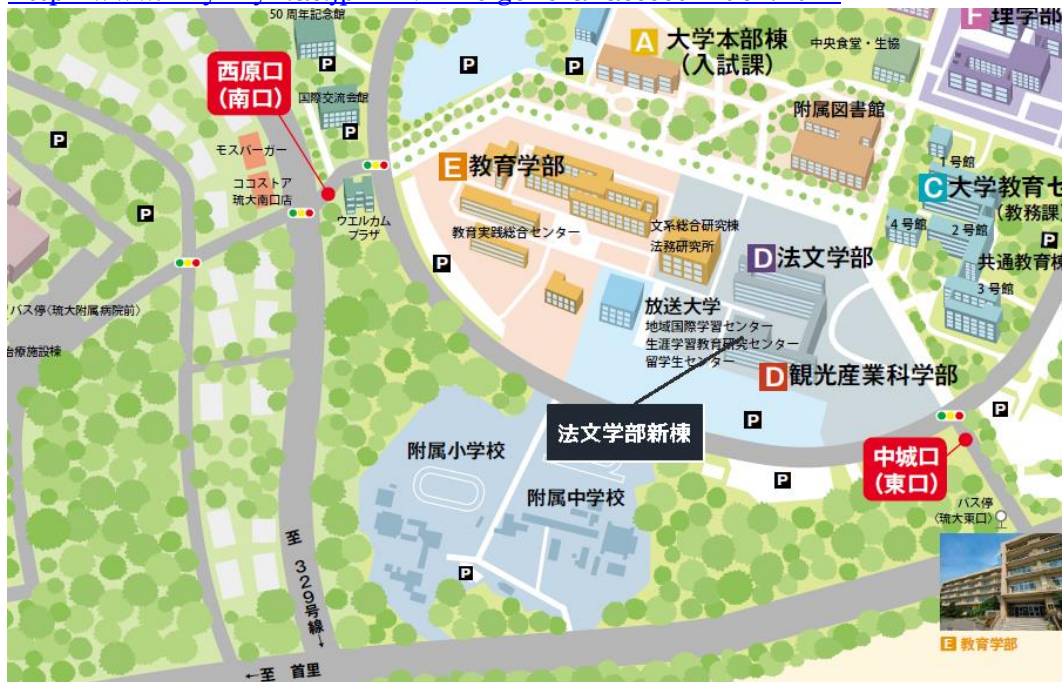 50周年記念館
P
西原口
(南口)
国際交流会館
P
P
P
A 大学本部棟
(入試課)
中央食堂・生協
F 理学部
附属図書館
P
モスバーガー
ココストア
琉大南口店
ウエルカム
プラザ
E 教育学部
教育実践総合センター
文系総合研究棟
法務研究所
D 法文学部
1号館
C 大学教育セ
(教務課)
4号館
2号館
P
共通教育棟
3号館
P
P
バス停〈琉大附属病院前〉
治療施設棟
放送大学
地域国際学習センター
生涯学習教育研究センター
留学生センター
D 観光産業科学部
法文学部新棟
P
P
P
中城口
(東口)
バス停
〈琉大東口〉
附属小学校
附属中学校
P
至
329号線
←至 首里
E 教育学部